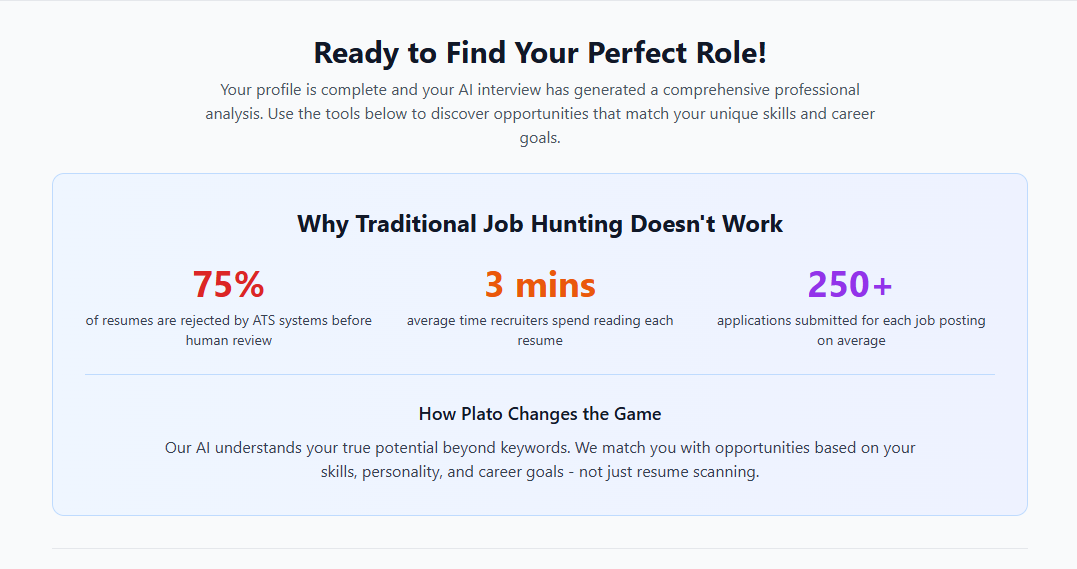 Ready to Find Your Perfect Role!
Your profile is complete and your AI interview has generated a comprehensive professional
analysis. Use the tools below to discover opportunities that match your unique skills and career
goals.
Why Traditional Job Hunting Doesn't Work
75%
of resumes are rejected by ATS systems before
human review
3 mins
average time recruiters spend reading each
resume
250+
applications submitted for each job posting
on average
How Plato Changes the Game
Our AI understands your true potential beyond keywords. We match you with opportunities based on your
skills, personality, and career goals - not just resume scanning.